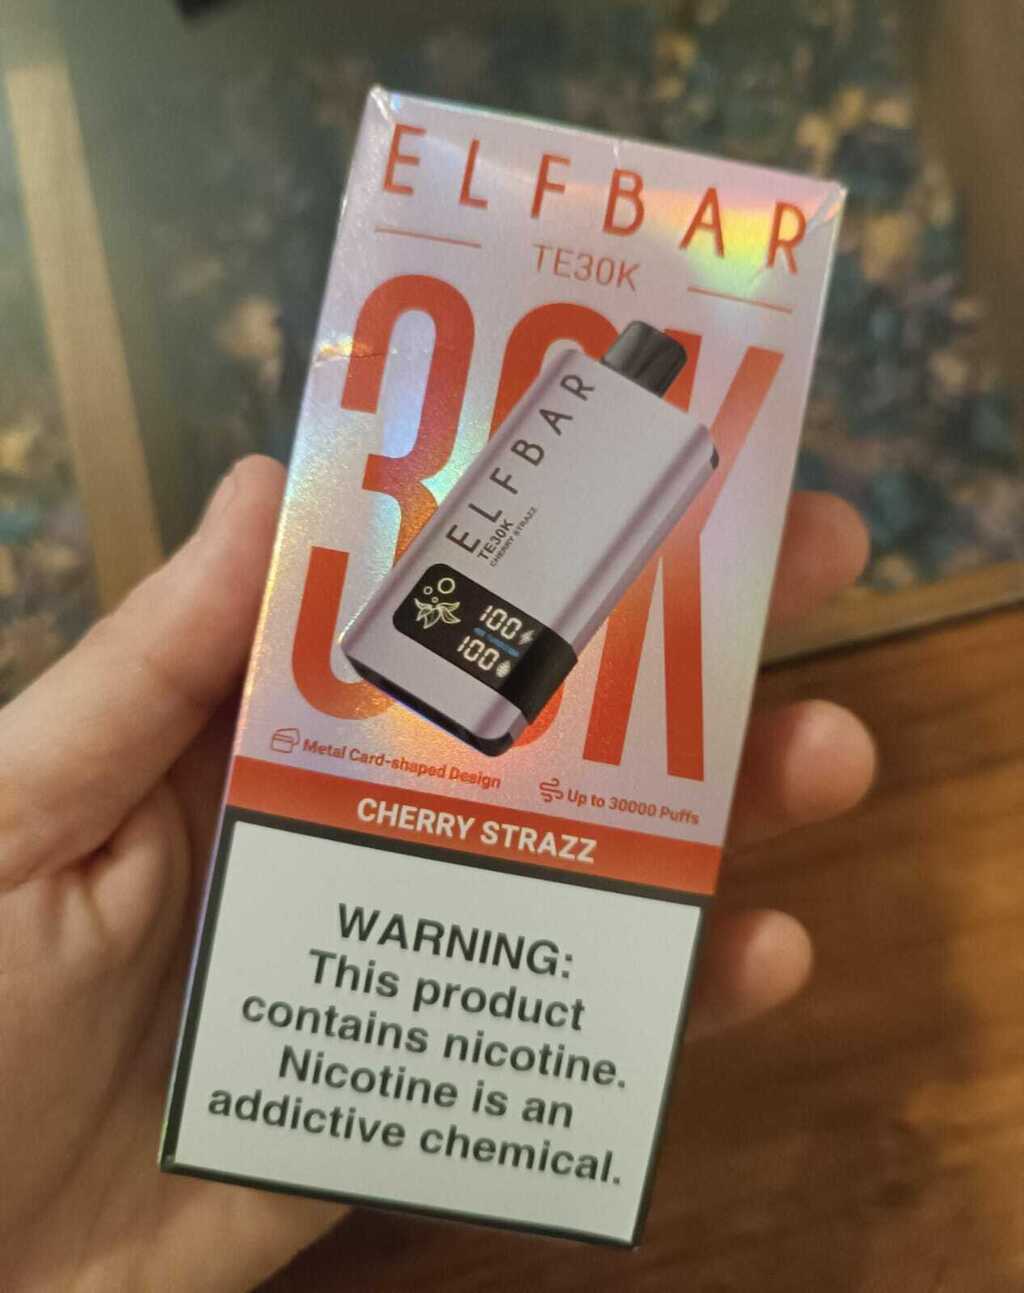 ELFBAR
TE30K
30K
ELFBAR
TE30K
CHERRY STRAZZ
100
100
Metal Card-shaped Design
Up to 30000 Puffs
CHERRY STRAZZ
WARNING:
This product
contains nicotine.
Nicotine is an
addictive chemical.